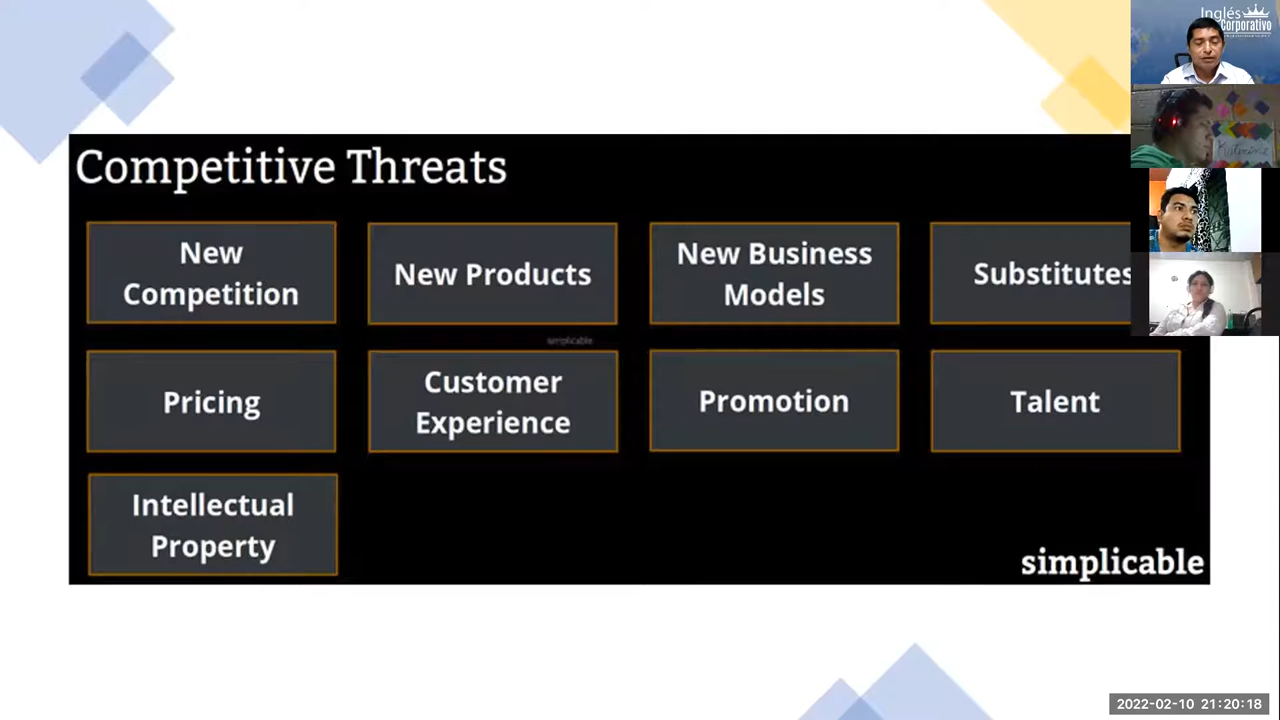 Inglés
Corporativo
Competitive Threats
New
Competition
New Products
New Business
Models
Substitutes
simplicable
Pricing
Customer
Experience
Promotion
Talent
Intellectual
Property
simplicable
2022-02-10 21:20:18